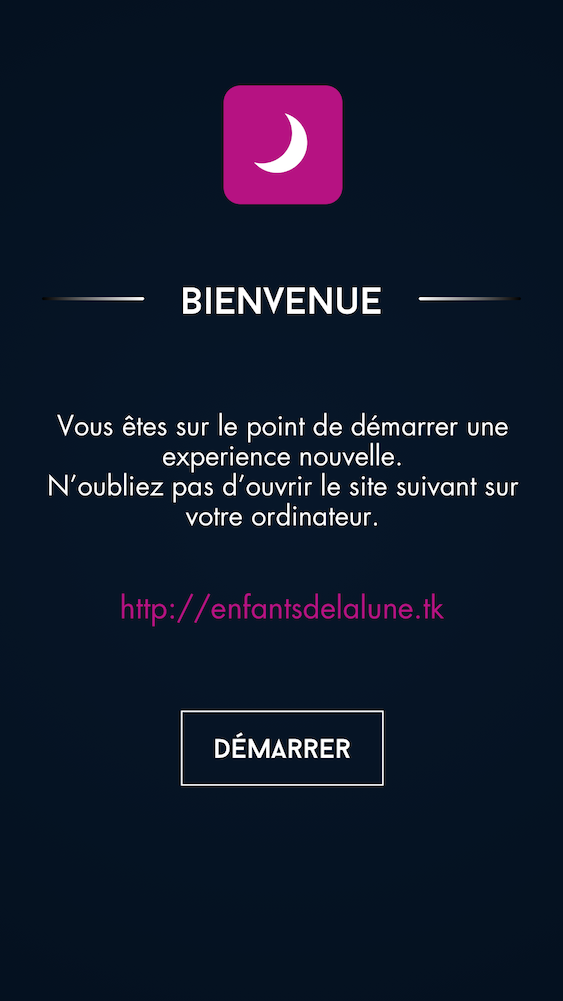 BIENVENUE
Vous êtes sur le point de démarrer une
experience nouvelle.
N’oubliez pas d’ouvrir le site suivant sur
votre ordinateur.
http://enfantsdelalune.tk
DÉMARRER